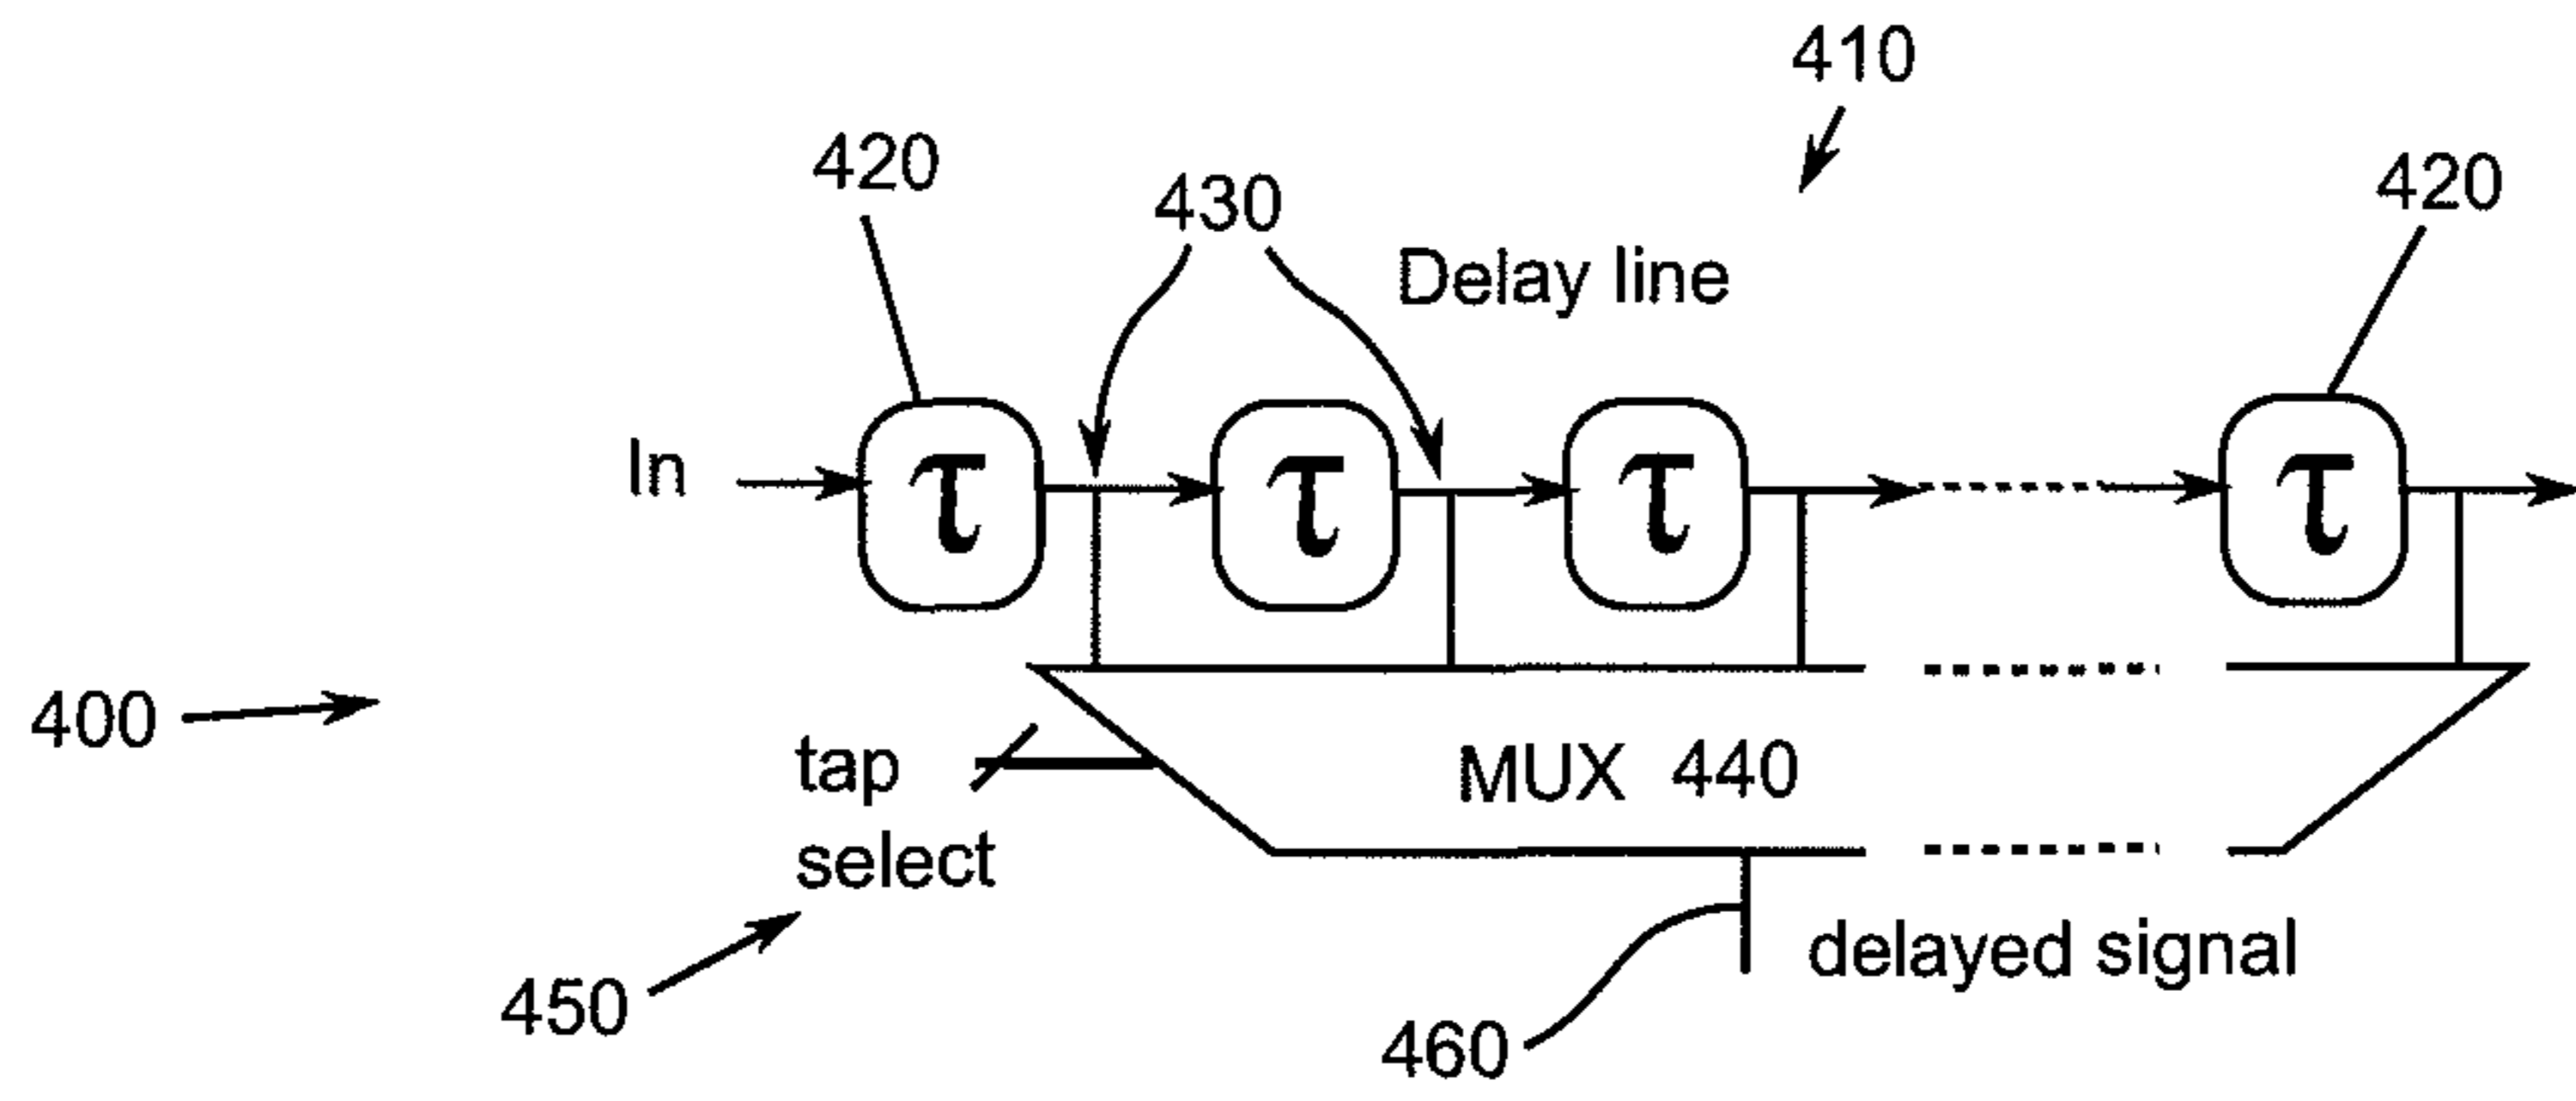 410
420
420
430
Delay line
In
τ τ τ τ
400
tap
select
MUX 440
450
delayed signal
460